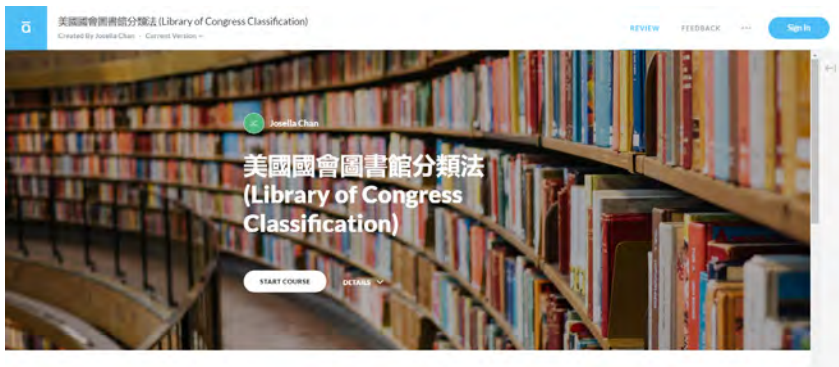 ā
美國國會圖書館分類法 (Library of Congress Classification)
Created By Josella Chan - Current Version
REVIEW
FEEDBACK
Sign In
JC
Josella Chan
美國國會圖書館分類法
(Library of Congress
Classification)
START COURSE
DETAILS